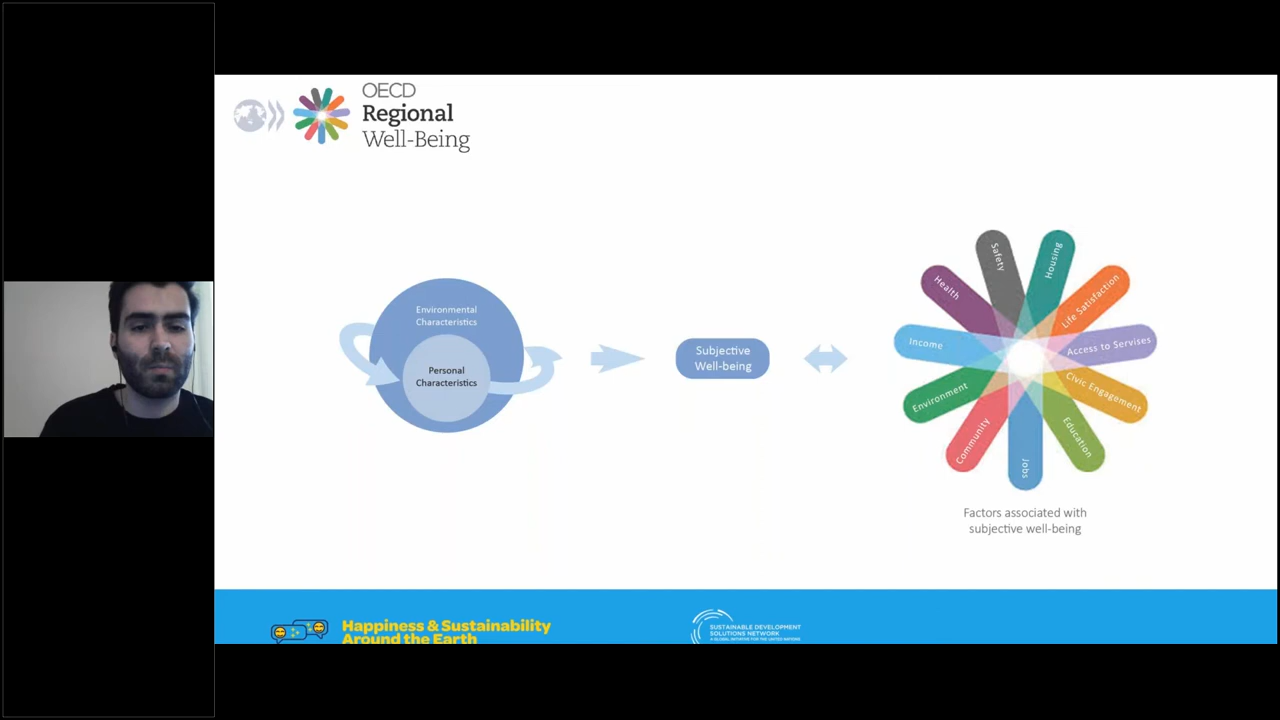 OECD
Regional
Well-Being
Environmental
Characteristics
Personal
Characteristics
Subjective
Well-being
Safety
Housing
Health
Life Satisfaction
Income
Access to Servises
Environment
Civic Engagement
Community
Education
Jobs
Factors associated with
subjective well-being
Happiness & Sustainability
Around the Earth
SUSTAINABLE DEVELOPMENT
SOLUTIONS NETWORK
A GLOBAL INITIATIVE FOR THE UNITED NATIONS